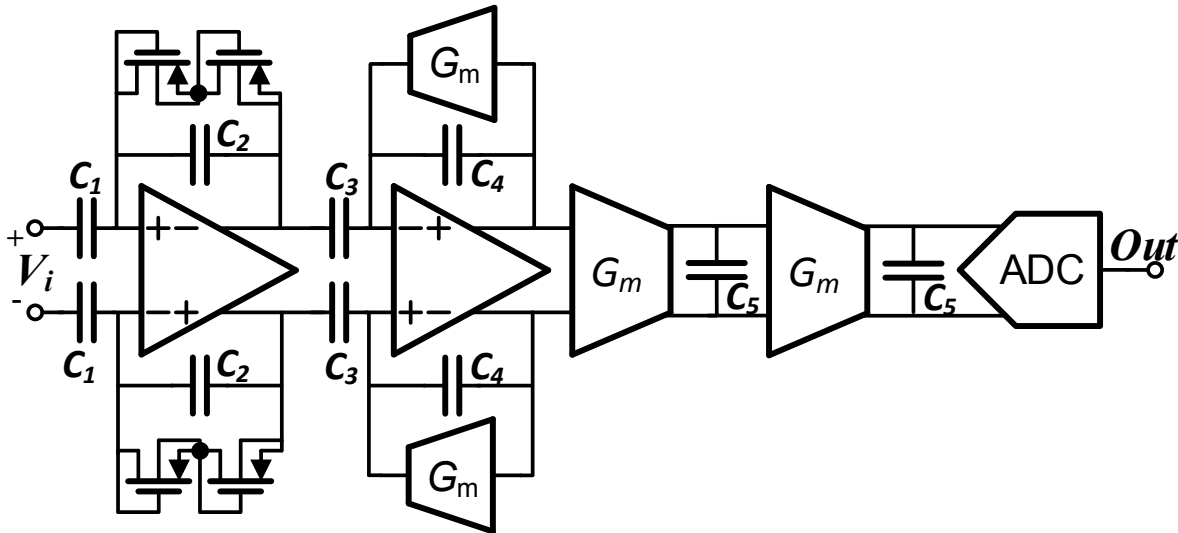 Gm
C2
C1
C3
C4
+
Vi
-
+ -
- +
- +
+ -
Gm
C5
Gm
C5
ADC
Out
C1
C2
C3
C4
Gm